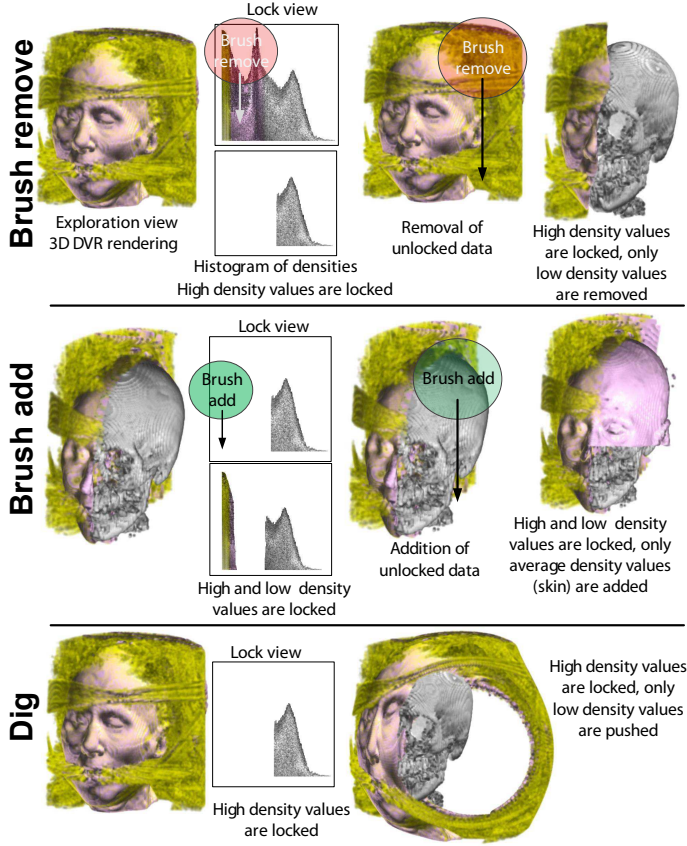 Brush remove
Lock view
Brush
remove
Brush
remove
Exploration view
3D DVR rendering
Histogram of densities
High density values are locked
Removal of
unlocked data
High density values
are locked, only
low density values
are removed
Brush add
Lock view
Brush
add
Brush add
High and low density
values are locked
Addition of
unlocked data
High and low density
values are locked, only
average density values
(skin) are added
Dig
Lock view
High density values
are locked
High density values
are locked, only
low density values
are pushed